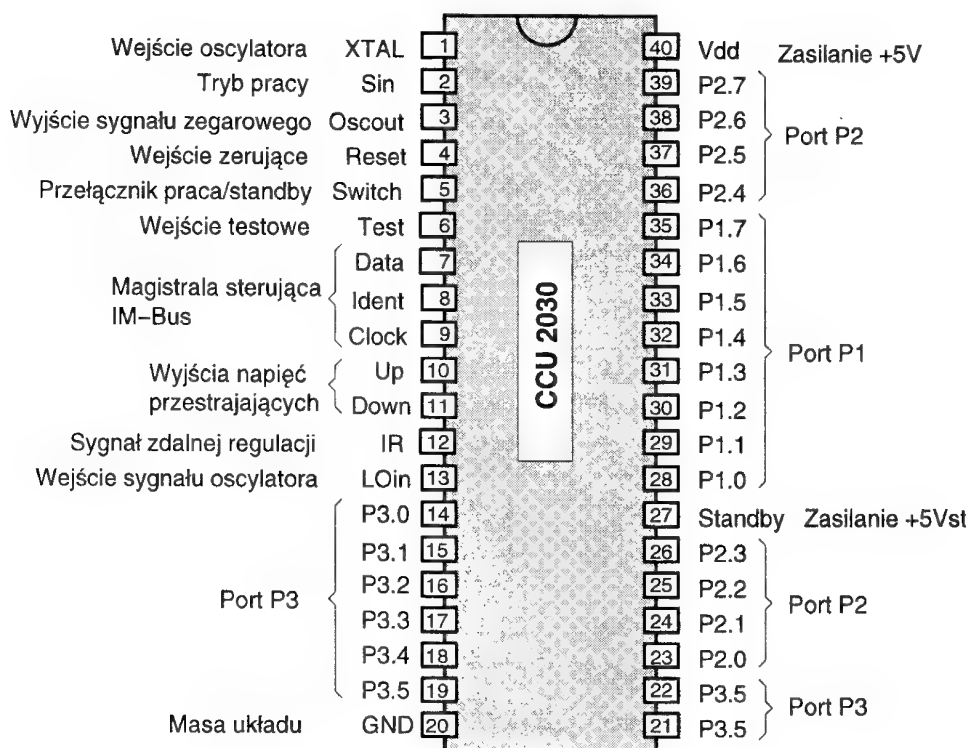 Wejście oscylatora XTAL 1
Tryb pracy Sin 2
Wyjście sygnału zegarowego Oscout 3
Wejście zerujące Reset 4
Przełącznik praca/standby Switch 5
Wejście testowe Test 6
Data 7
Magistrala sterująca
IM–Bus
Ident 8
Clock 9
Wyjścia napięć
przestrajających
Up 10
Down 11
Sygnał zdalnej regulacji IR 12
Wejście sygnału oscylatora LOin 13
Port P3
P3.0 14
P3.1 15
P3.2 16
P3.3 17
P3.4 18
P3.5 19
Masa układu GND 20
CCU 2030
40 Vdd Zasilanie +5V
39 P2.7
38 P2.6
Port P2
37 P2.5
36 P2.4
35 P1.7
34 P1.6
33 P1.5
32 P1.4
Port P1
31 P1.3
30 P1.2
29 P1.1
28 P1.0
27 Standby Zasilanie +5Vst
26 P2.3
25 P2.2
Port P2
24 P2.1
23 P2.0
22 P3.5
Port P3
21 P3.5